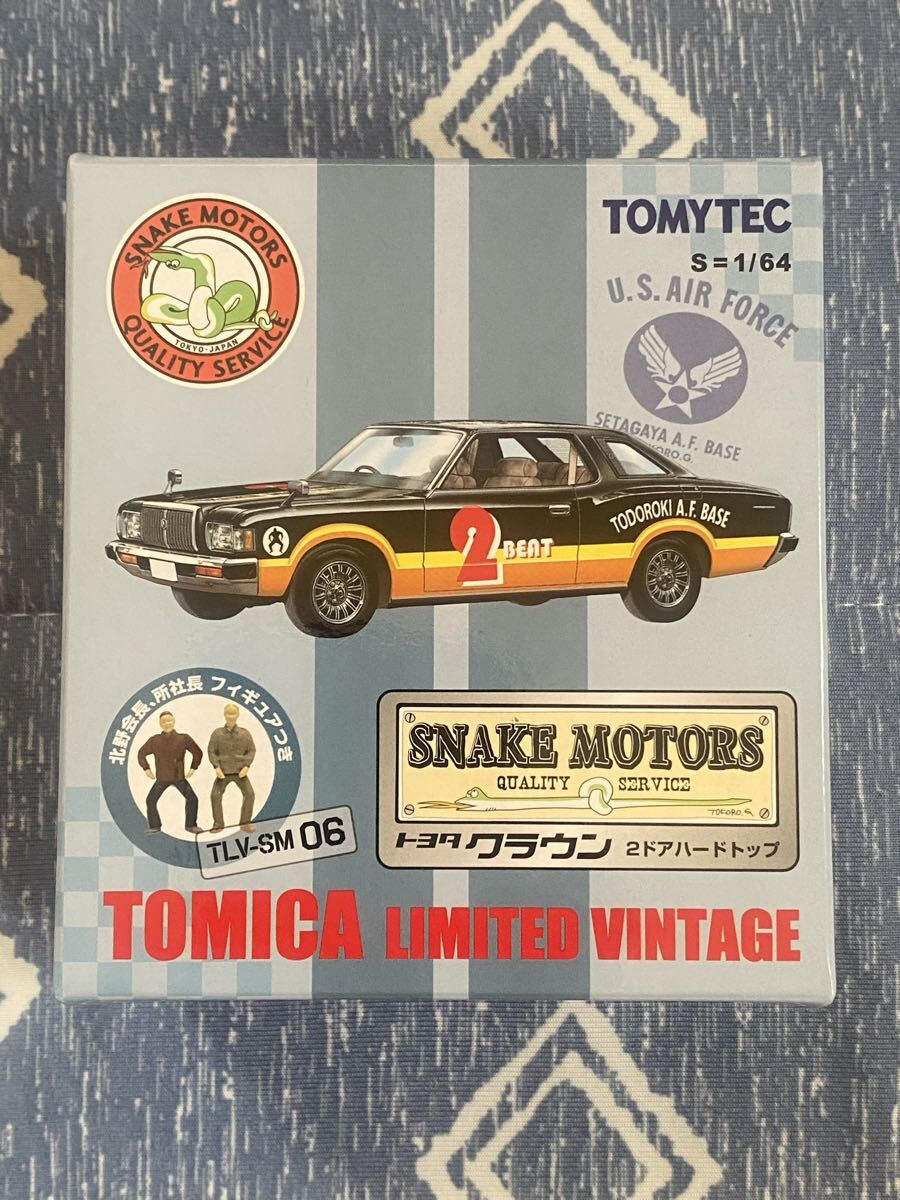 SNAKE MOTORS
TOKYO・JAPAN
QUALITY SERVICE
TOMYTEC
S=1/64
U.S. AIR FORCE
SETAGAYA A.F. BASE
TODOROKI A.F. BASE
2 BEAT
北野会長、所社長 フィギュアつき
TLV-SM 06
SNAKE MOTORS
QUALITY SERVICE
TOKORO.G
トヨタ クラウン 2ドアハードトップ
TOMICA LIMITED VINTAGE